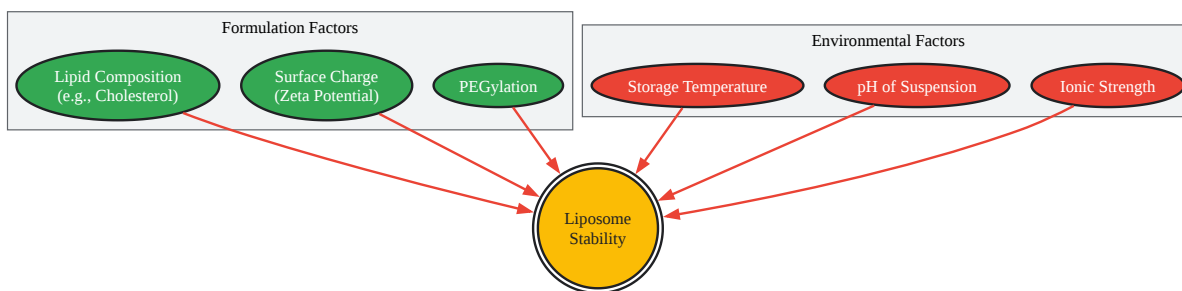 Formulation Factors
Lipid Composition
(e.g., Cholesterol)
Surface Charge
(Zeta Potential)
PEGylation
Environmental Factors
Storage Temperature
pH of Suspension
Ionic Strength
Liposome
Stability